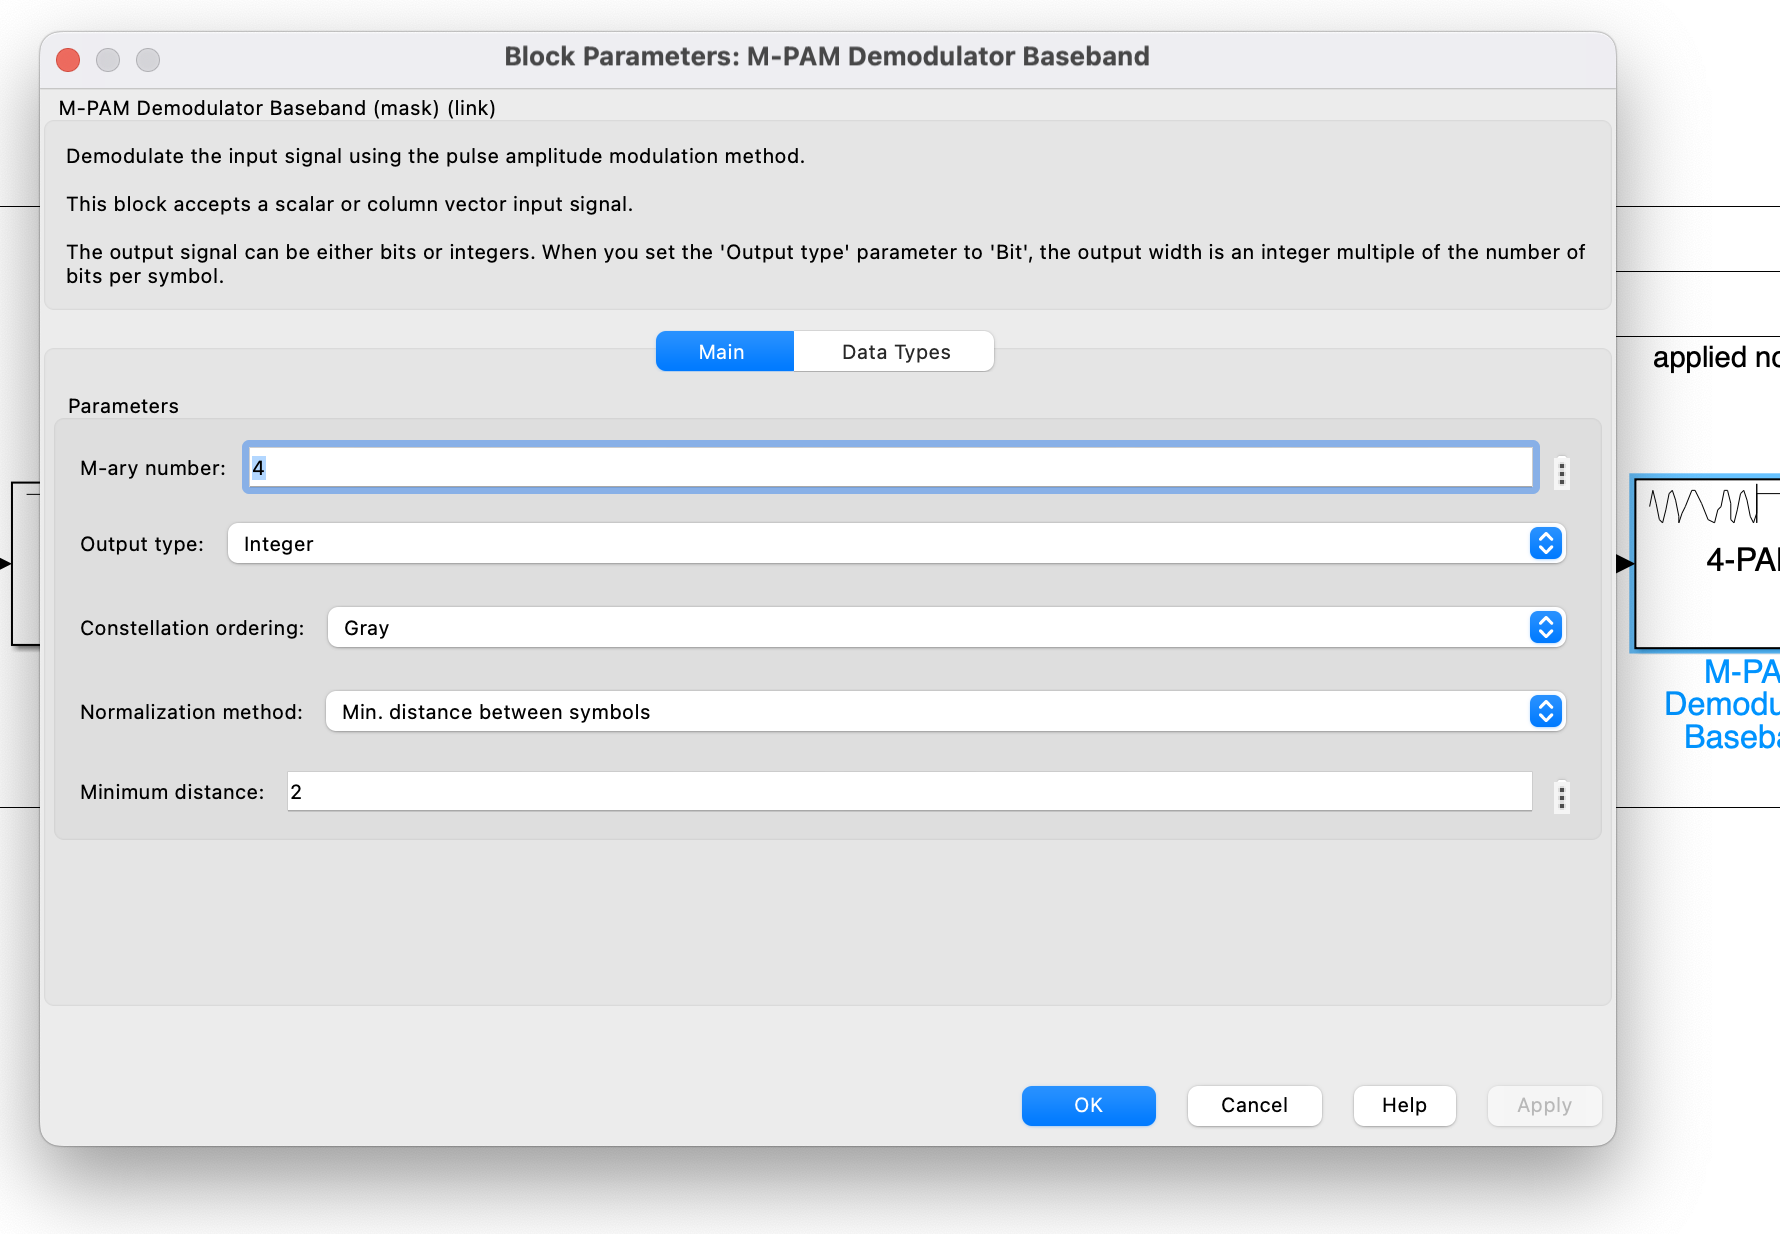 Block Parameters: M-PAM Demodulator Baseband
M-PAM Demodulator Baseband (mask) (link)
Demodulate the input signal using the pulse amplitude modulation method.
This block accepts a scalar or column vector input signal.
The output signal can be either bits or integers. When you set the 'Output type' parameter to 'Bit', the output width is an integer multiple of the number of
bits per symbol.
Main Data Types
Parameters
M-ary number: 4
Output type: Integer
Constellation ordering: Gray
Normalization method: Min. distance between symbols
Minimum distance: 2
OK Cancel Help Apply
applied
4-PA
M-PA
Demodu
Baseb